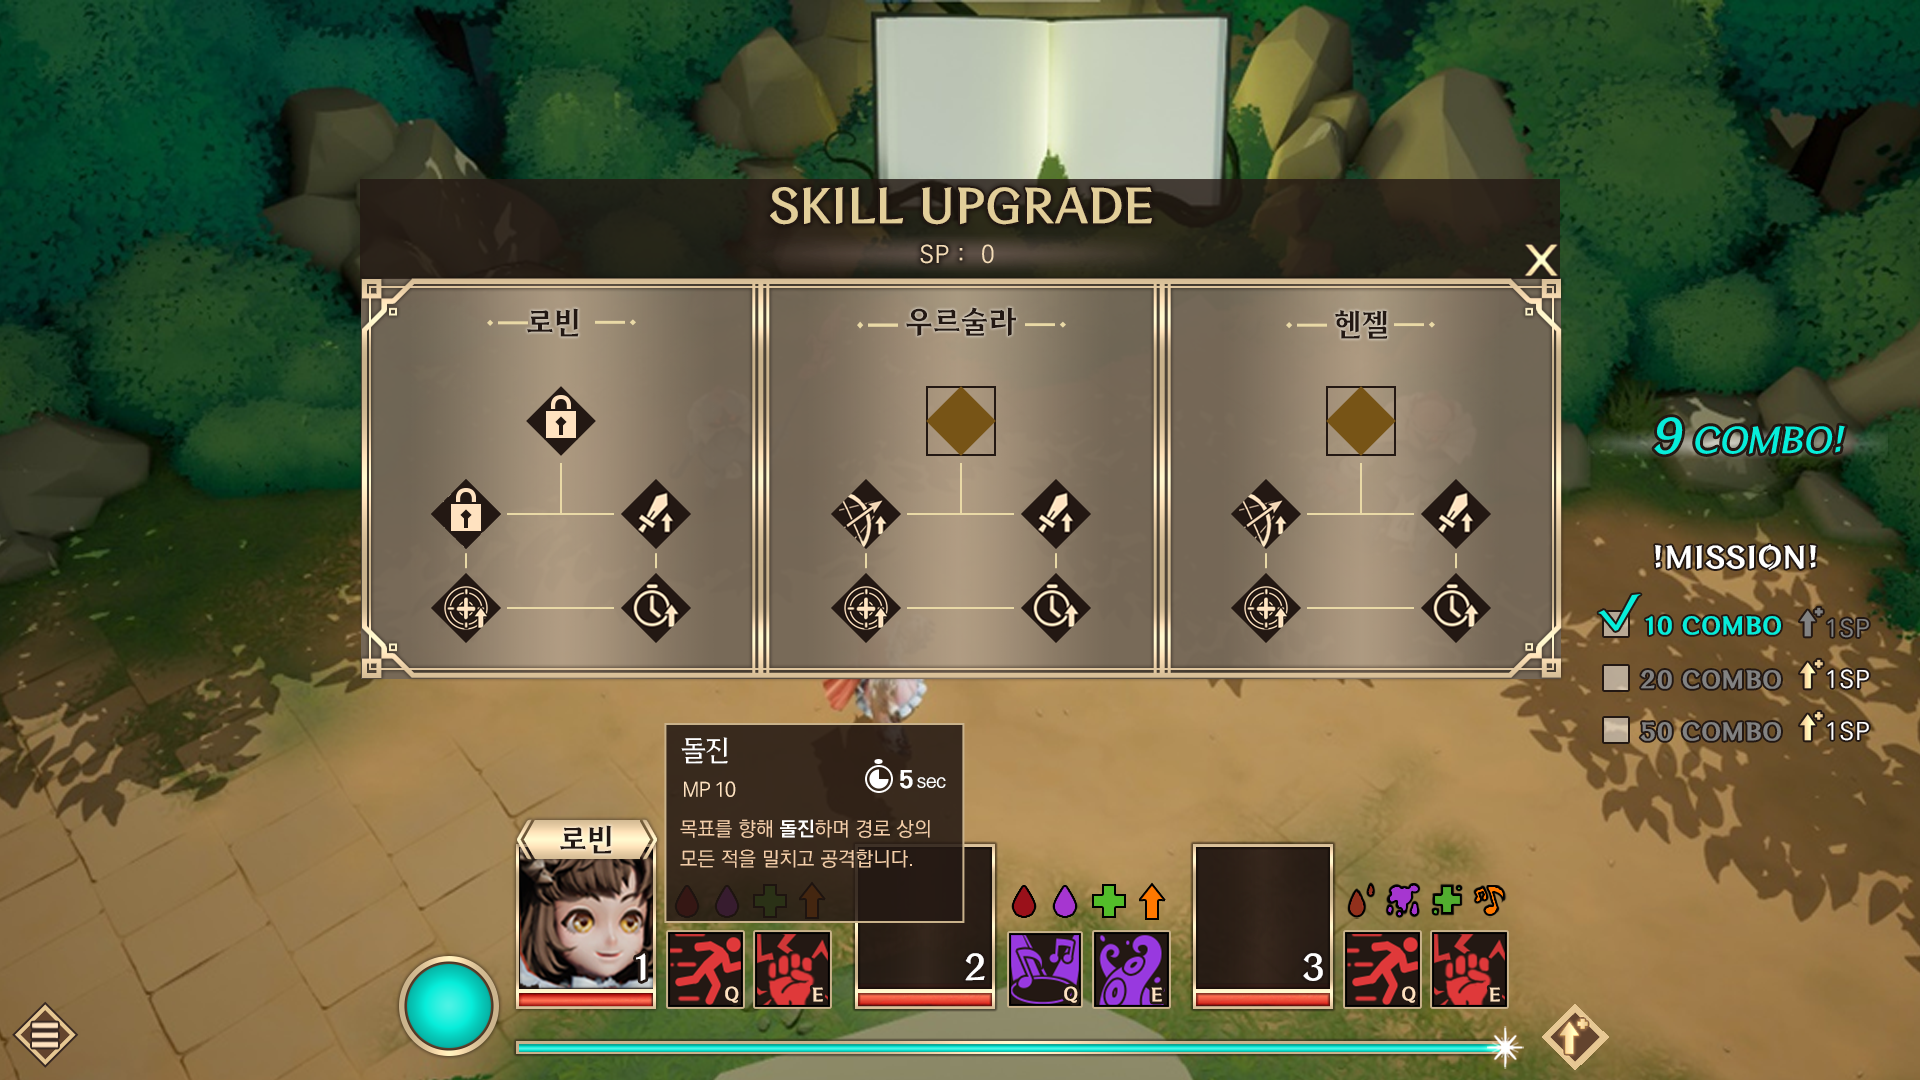 SKILL UPGRADE
SP : 0
X
로빈
우르술라
헨젤
9 COMBO!
!MISSION!
10 COMBO 1SP
20 COMBO 1SP
50 COMBO 1SP
돌진
MP 10
5 sec
목표를 향해 돌진하며 경로 상의
모든 적을 밀치고 공격합니다.
로빈
1
Q
E
2
Q
E
3
Q
E